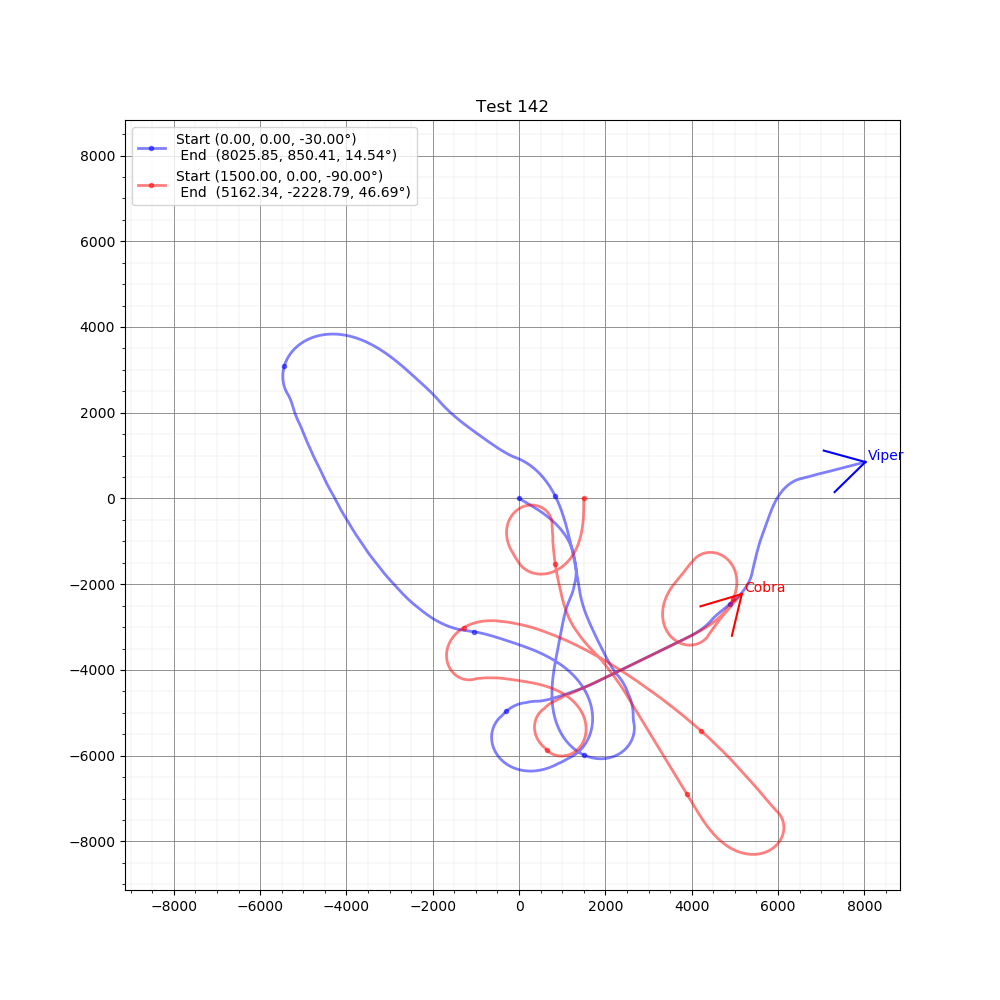 Test 142
Start (0.00, 0.00, -30.00°)
End (8025.85, 850.41, 14.54°)
Start (1500.00, 0.00, -90.00°)
End (5162.34, -2228.79, 46.69°)
8000
6000
4000
2000
0
−2000
−4000
−6000
−8000
Viper
Cobra
−8000 −6000 −4000 −2000 0 2000 4000 6000 8000